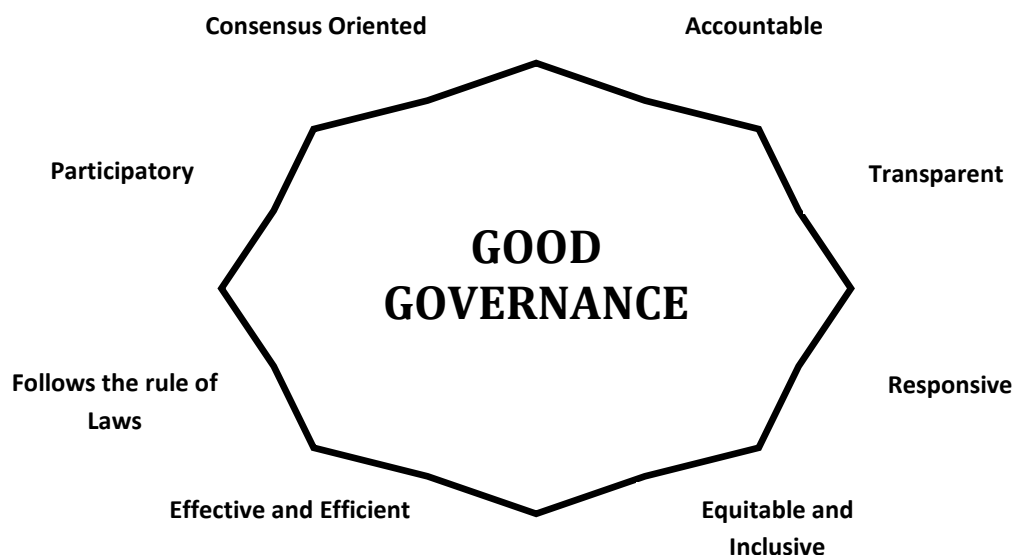 Consensus Oriented
Accountable
Participatory
Transparent
GOOD
GOVERNANCE
Follows the rule of
Laws
Responsive
Effective and Efficient
Equitable and
Inclusive